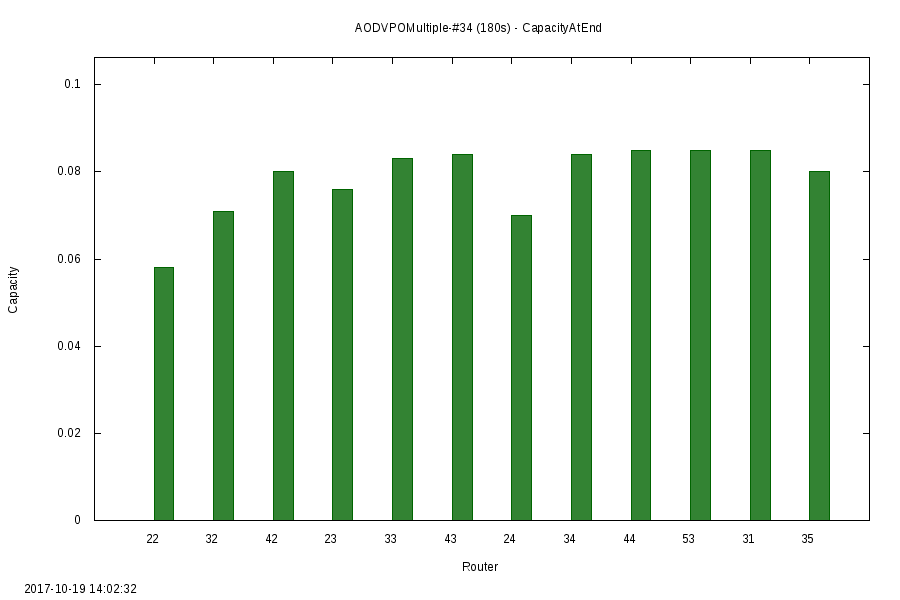 AODVPOMultiple-#34 (180s) - CapacityAtEnd
0.1
0.08
0.06
0.04
0.02
0
Capacity
22 32 42 23 33 43 24 34 44 53 31 35
Router
2017-10-19 14:02:32